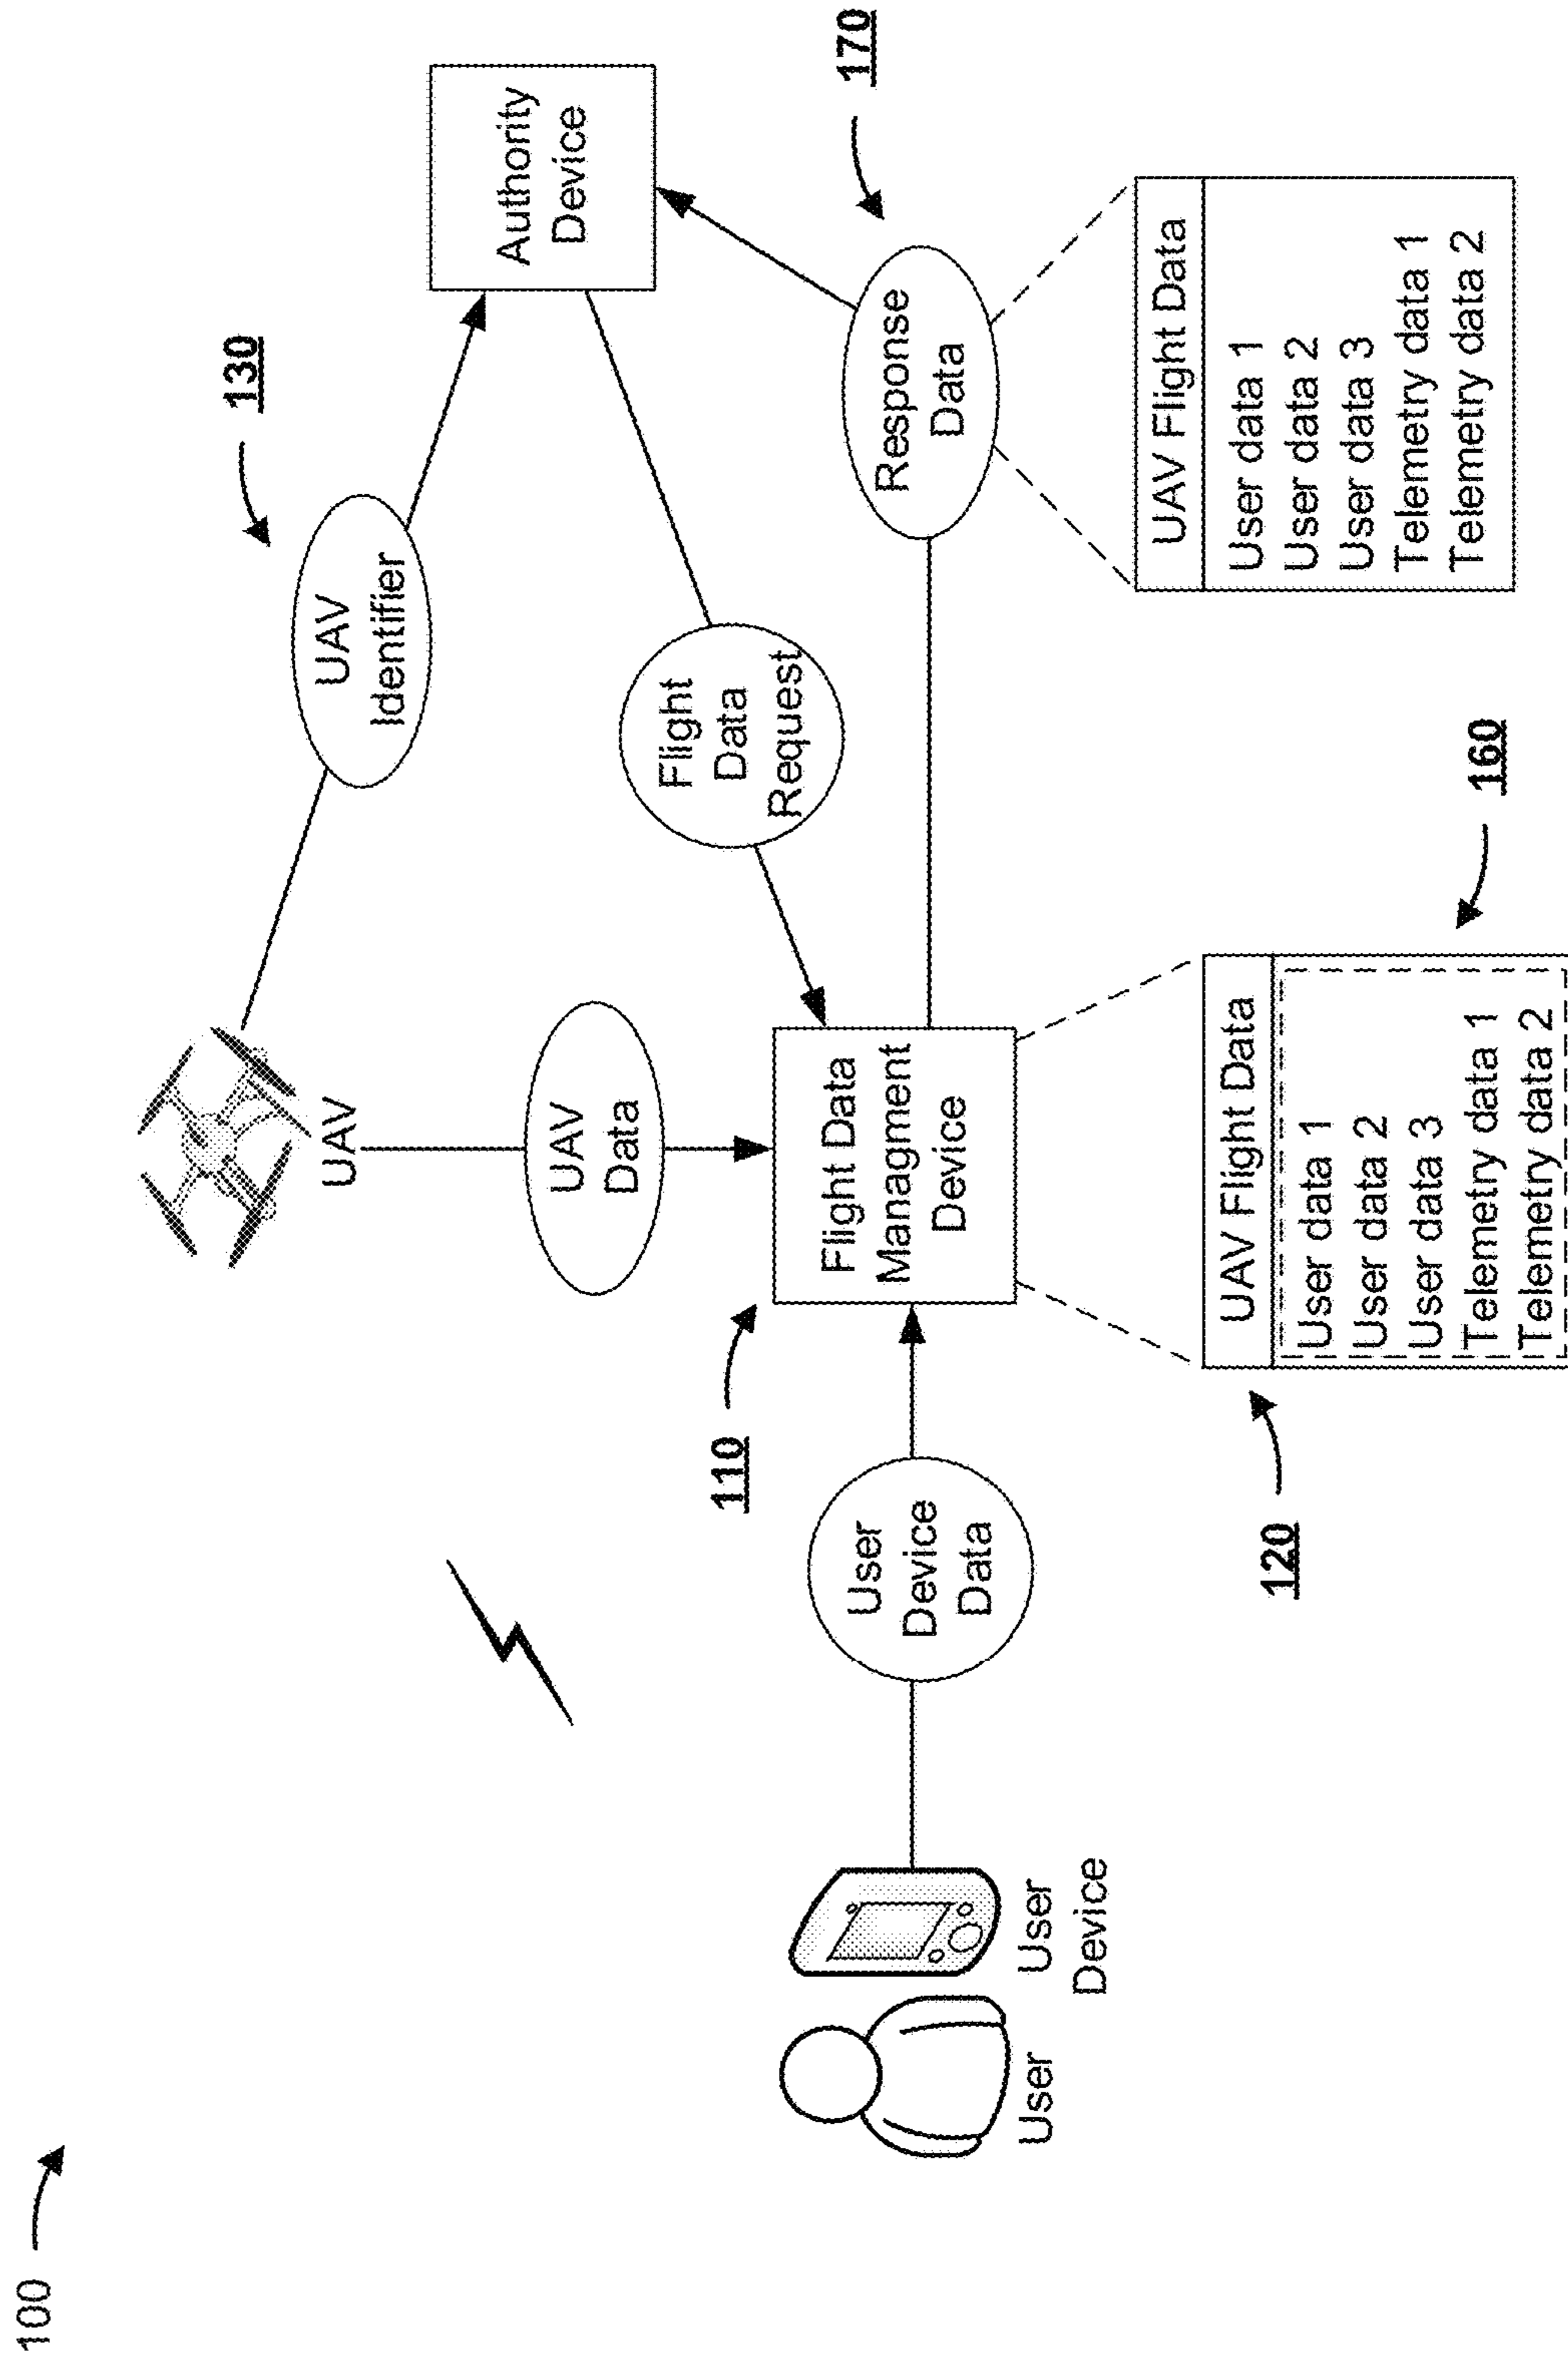 100
UAV
130
UAV
Identifier
Authority
Device
UAV
Data
Flight
Data
Request
170
110
Flight Data
Managment
Device
User
Device
Data
Response
Data
User
User
Device
120
UAV Flight Data
User data 1
User data 2
User data 3
Telemetry data 1
Telemetry data 2
160
UAV Flight Data
User data 1
User data 2
User data 3
Telemetry data 1
Telemetry data 2